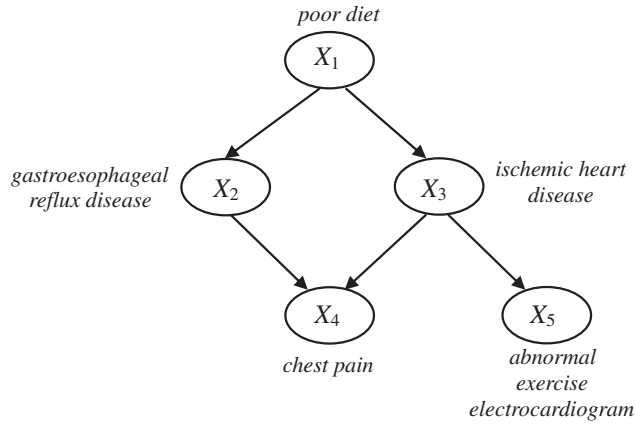 poor diet
X1
gastroesophageal
reflux disease
X2
X3
ischemic heart
disease
X4
X5
chest pain
abnormal
exercise
electrocardiogram